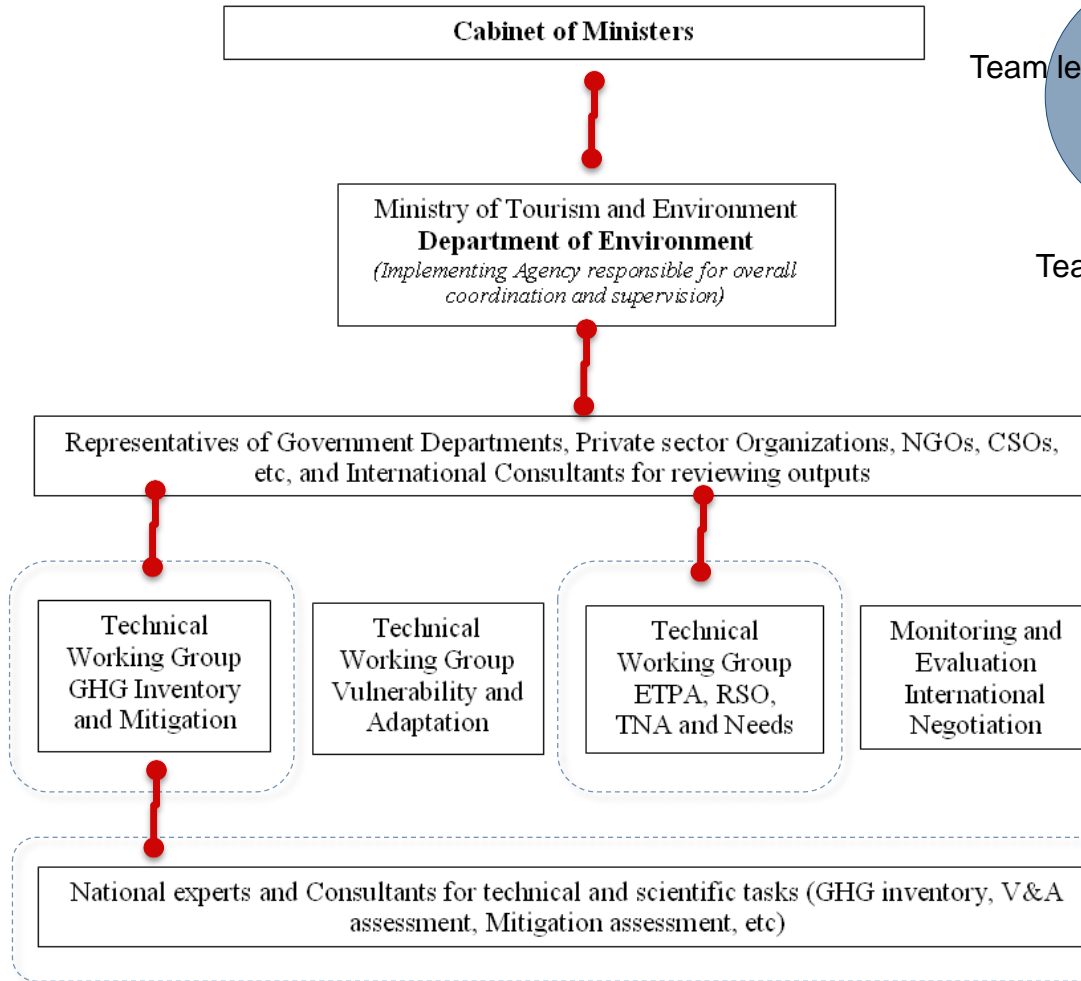 Cabinet of Ministers
Team le
Ministry of Tourism and Environment
Department of Environment
(Implementing Agency responsible for overall
coordination and supervision)
Tea
Representatives of Government Departments, Private sector Organizations, NGOs, CSOs,
etc, and International Consultants for reviewing outputs
Technical
Working Group
GHG Inventory
and Mitigation
Technical
Working Group
Vulnerability and
Adaptation
Technical
Working Group
ETPA, RSO,
TNA and Needs
Monitoring and
Evaluation
International
Negotiation
National experts and Consultants for technical and scientific tasks (GHG inventory, V&A
assessment, Mitigation assessment, etc)